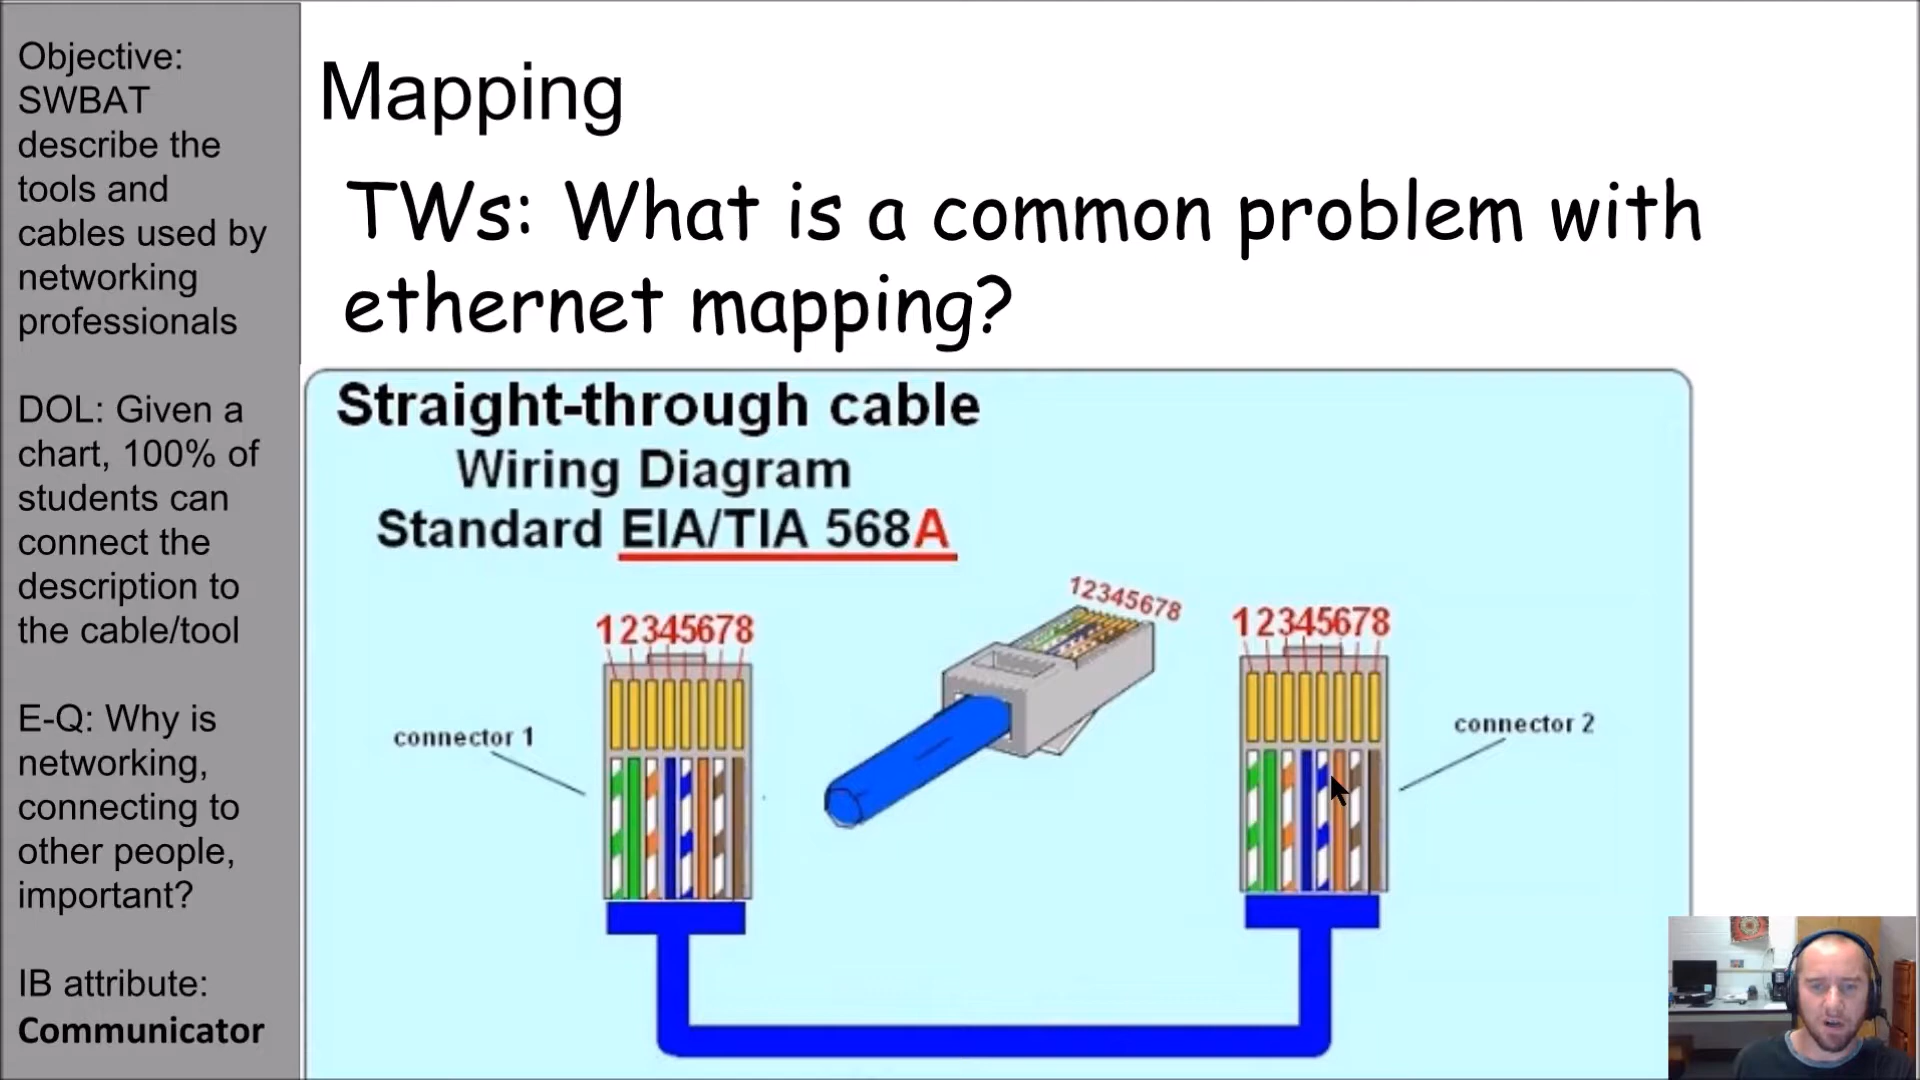 Objective:
SWBAT
describe the
tools and
cables used by
networking
professionals
DOL: Given a
chart, 100% of
students can
connect the
description to
the cable/tool
E-Q: Why is
networking,
connecting to
other people,
important?
IB attribute:
Communicator
Mapping
TWs: What is a common problem with
ethernet mapping?
Straight-through cable
Wiring Diagram
Standard EIA/TIA 568A
12345678
12345678
12345678
connector 1
connector 2